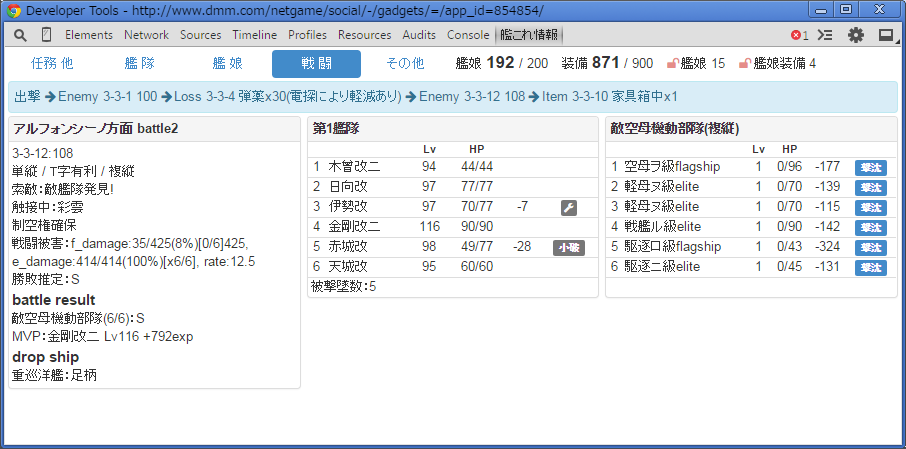 Developer Tools - http://www.dmm.com/netgame/social/-/gadgets/=/app_id=854854/
Elements Network Sources Timeline Profiles Resources Audits Console 艦これ情報 1
任務 他 艦 隊 艦 娘 戦 闘 その他 艦娘 192 / 200 装備 871 / 900 艦娘 15 艦娘装備 4
出撃 →Enemy 3-3-1 100 →Loss 3-3-4 弾薬x30(電探により軽減あり) →Enemy 3-3-12 108 →Item 3-3-10 家具箱中x1
アルフォンシーノ方面 battle2
3-3-12:108
単縦 / T字有利 / 複縦
索敵:敵艦隊発見!
触接中:彩雲
制空権確保
戦闘被害:f_damage:35/425(8%)[0/6]425,
e_damage:414/414(100%)[x6/6], rate:12.5
勝敗推定:S
battle result
敵空母機動部隊(6/6):S
MVP:金剛改二 Lv116 +792exp
drop ship
重巡洋艦:足柄
第1艦隊
Lv HP
1 木曾改二 94 44/44
2 日向改 97 77/77
3 伊勢改 97 70/77 -7
4 金剛改二 116 90/90
5 赤城改 98 49/77 -28 小破
6 天城改 95 60/60
被撃墜数:5
敵空母機動部隊(複縦)
Lv HP
1 空母ヲ級flagship 1 0/96 -177 撃沈
2 軽母ヌ級elite 1 0/70 -139 撃沈
3 軽母ヌ級elite 1 0/70 -115 撃沈
4 戦艦ル級elite 1 0/90 -142 撃沈
5 駆逐ロ級flagship 1 0/43 -324 撃沈
6 駆逐ニ級elite 1 0/45 -131 撃沈